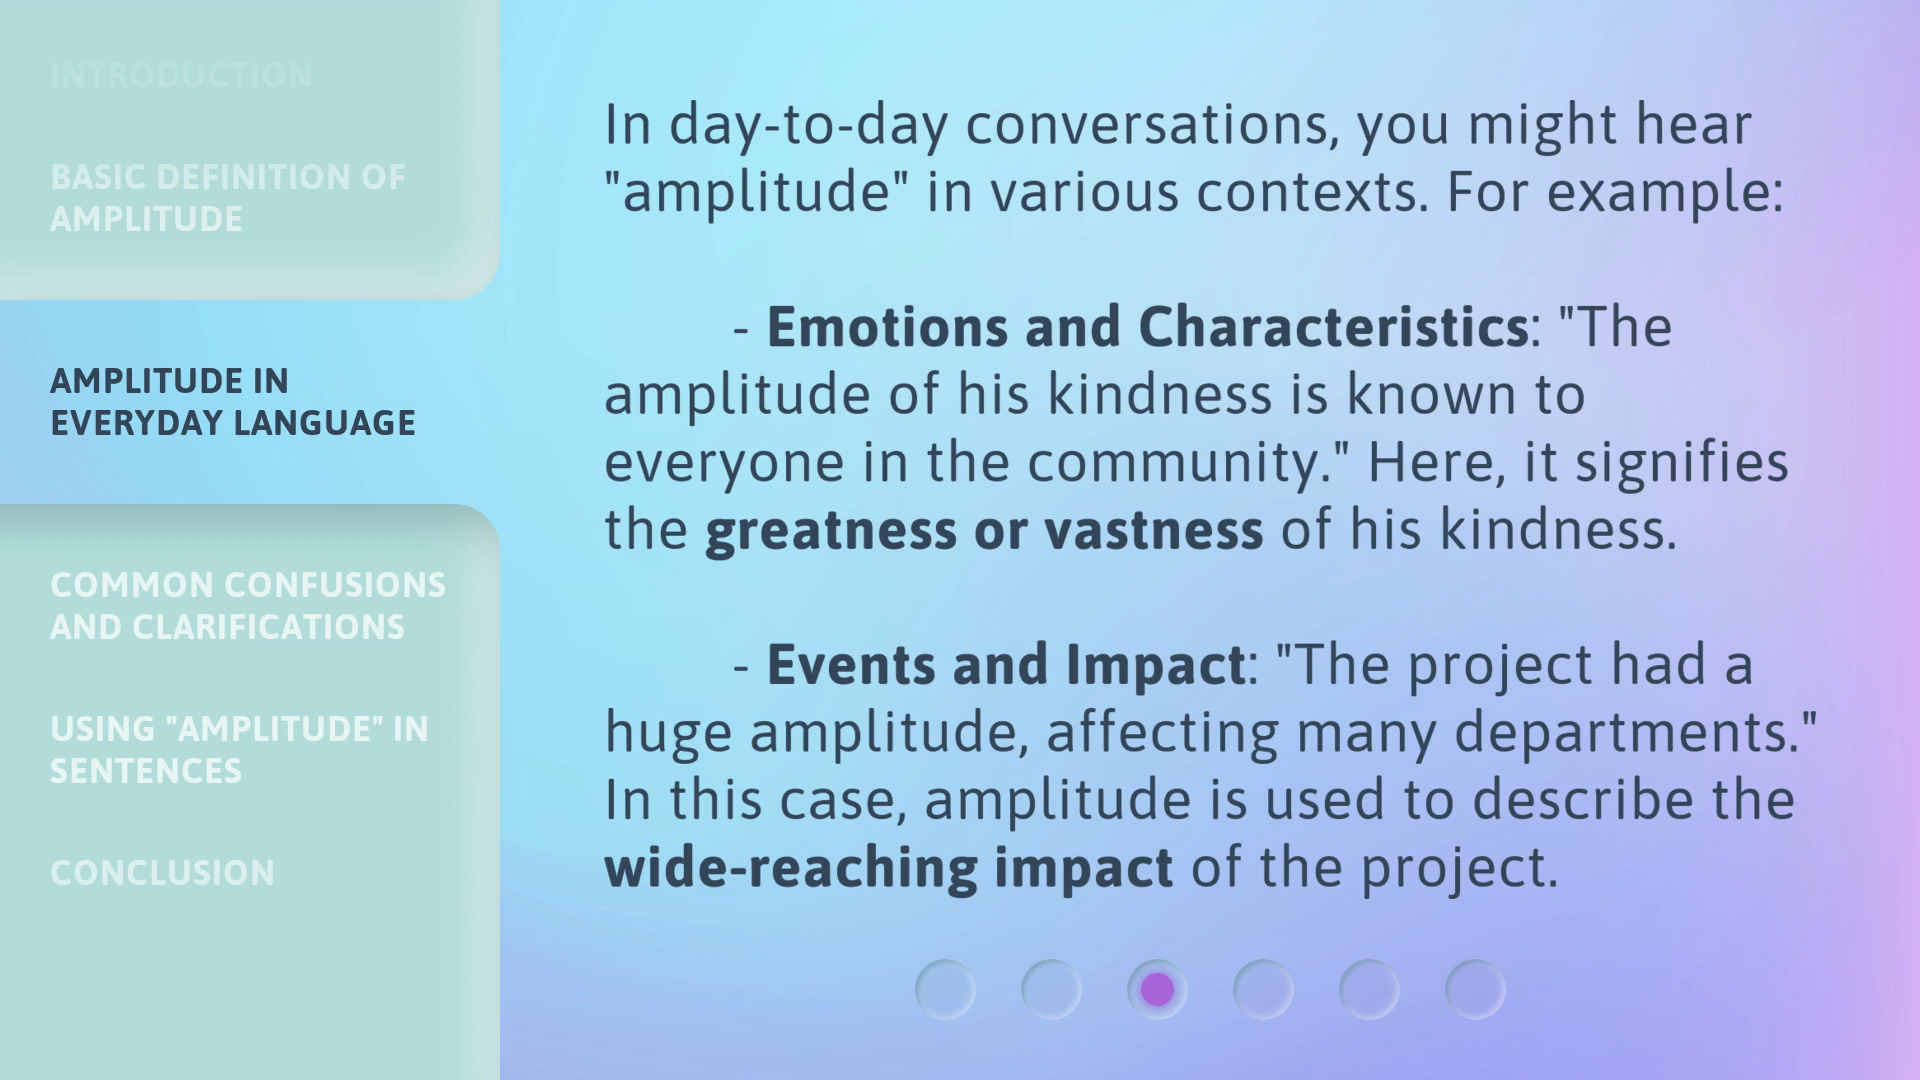 INTRODUCTION
BASIC DEFINITION OF
AMPLITUDE
AMPLITUDE IN
EVERYDAY LANGUAGE
COMMON CONFUSIONS
AND CLARIFICATIONS
USING "AMPLITUDE" IN
SENTENCES
CONCLUSION
In day-to-day conversations, you might hear
"amplitude" in various contexts. For example:
- Emotions and Characteristics: "The
amplitude of his kindness is known to
everyone in the community." Here, it signifies
the greatness or vastness of his kindness.
- Events and Impact: "The project had a
huge amplitude, affecting many departments."
In this case, amplitude is used to describe the
wide-reaching impact of the project.